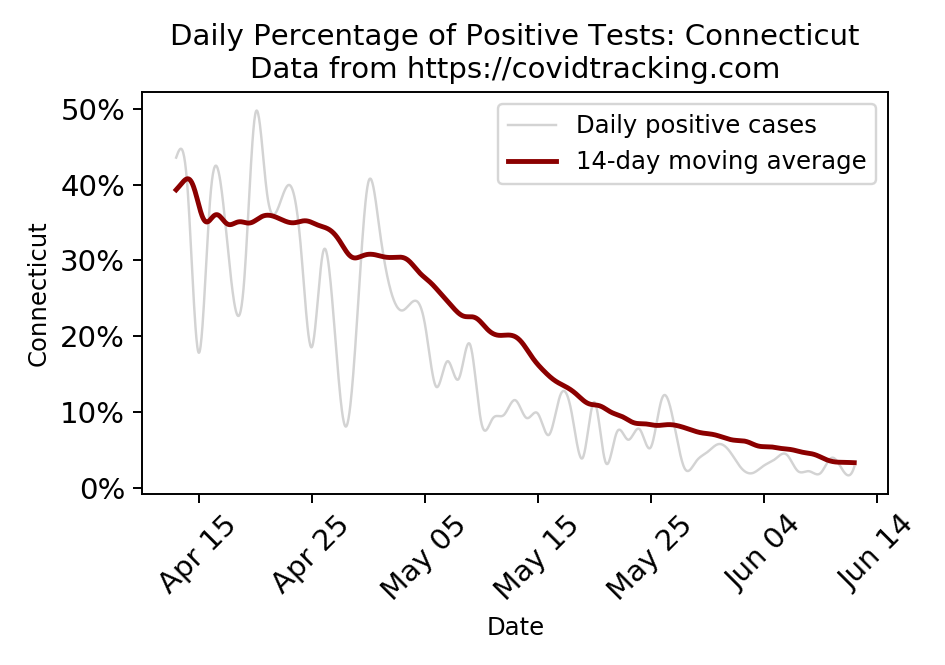 Daily Percentage of Positive Tests: Connecticut
Data from https://covidtracking.com
Daily positive cases
14-day moving average
Connecticut
50%
40%
30%
20%
10%
0%
Apr 15
Apr 25
May 05
May 15
May 25
Jun 04
Jun 14
Date